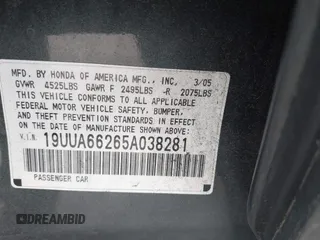 MFD. BY HONDA OF AMERICA MFG., INC. 3/05
GVWR 4525LBS GAWR F 2495LBS -R 2075LBS
THIS VEHICLE CONFORMS TO ALL APPLICABLE
FEDERAL MOTOR VEHICLE SAFETY, BUMPER,
AND THEFT PREVENTION STANDARDS IN EFFECT
ON THE DATE OF MANUFACTURE SHOWN ABOVE.
V.I.N. 19UUA66265A038281
PASSENGER CAR
DREAMBID